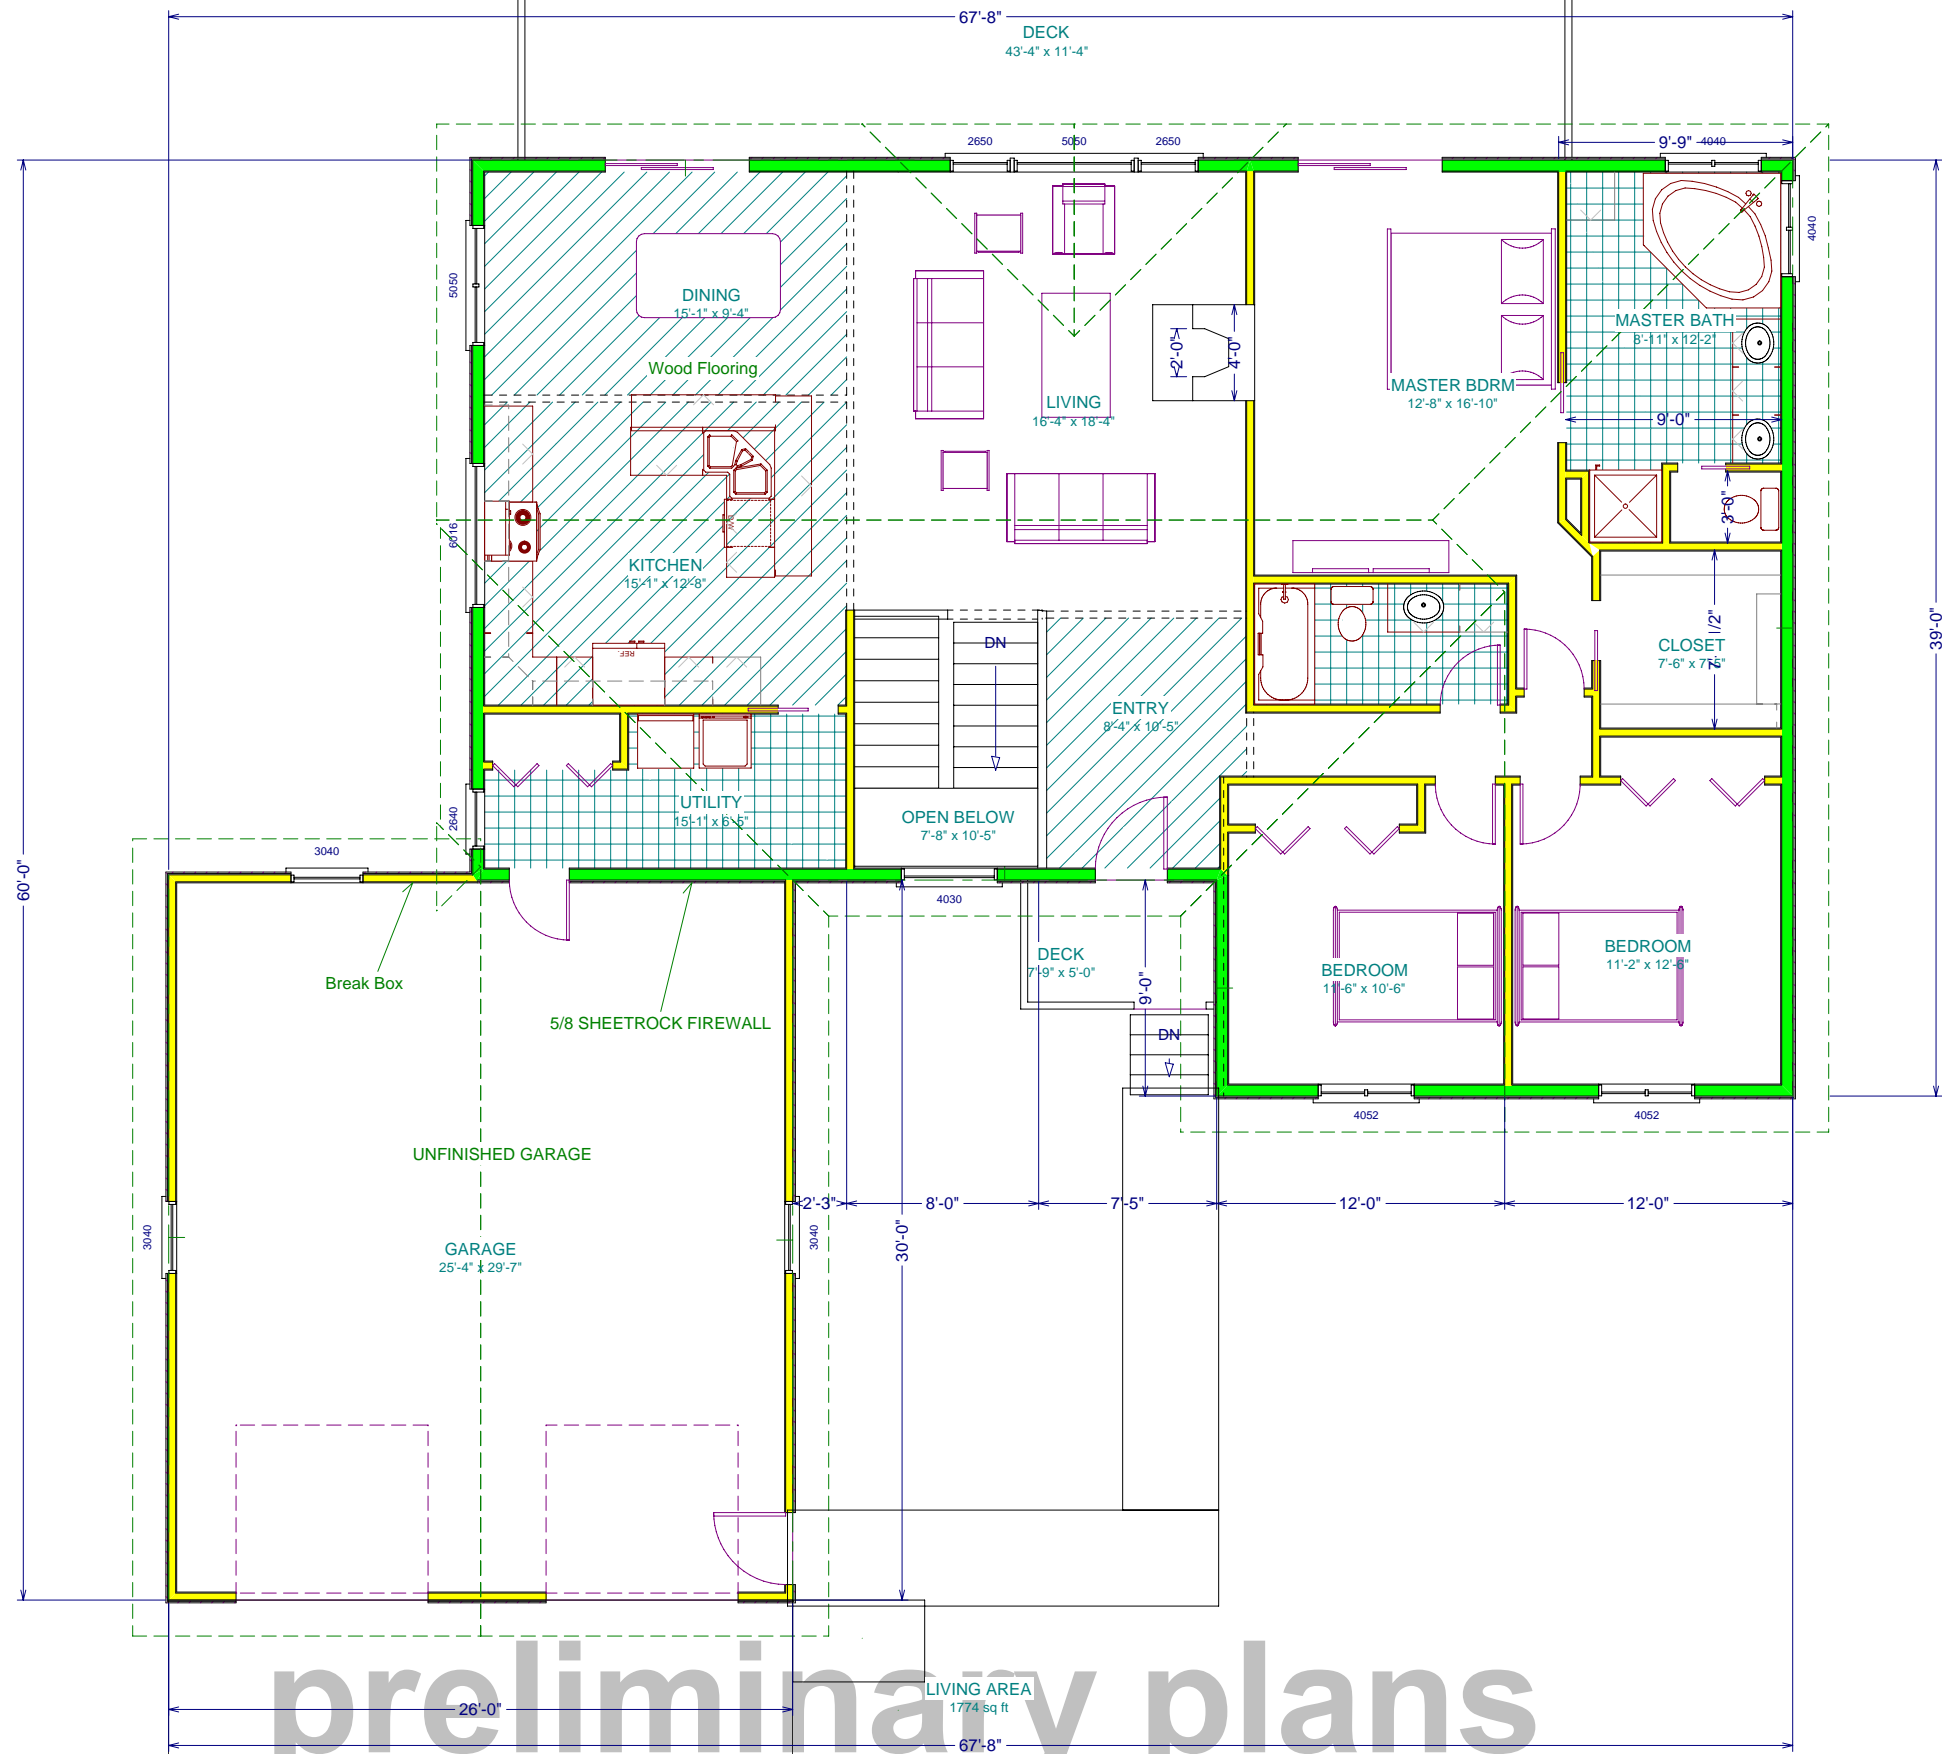 67'-8"
DECK
43'-4" x 11'-4"
2650
5050
2650
9'-9"
4040
4040
5050
DINING
15'-1" x 9'-4"
Wood Flooring
LIVING
16'-4" x 18'-4"
2'-0"
4'-0"
MASTER BDRM
12'-8" x 16'-10"
MASTER BATH
8'-11" x 12'-2"
9'-0"
3'-0"
6016
D/W
KITCHEN
15'-1" x 12'-8"
REF.
DN
CLOSET
7'-6" x 7'-5"
39'-0"
ENTRY
8'-4" x 10'-5"
UTILITY
15'-1" x 6'-5"
2640
OPEN BELOW
7'-8" x 10'-5"
60'-0"
3040
4030
Break Box
5/8 SHEETROCK FIREWALL
DECK
7'-9" x 5'-0"
9'-0"
DN
BEDROOM
11'-6" x 10'-6"
BEDROOM
11'-2" x 12'-6"
4052
4052
UNFINISHED GARAGE
GARAGE
25'-4" x 29'-7"
3040
3040
2'-3"
8'-0"
7'-5"
12'-0"
12'-0"
30'-0"
preliminary plans
LIVING AREA
1774 sq ft
26'-0"
67'-8"